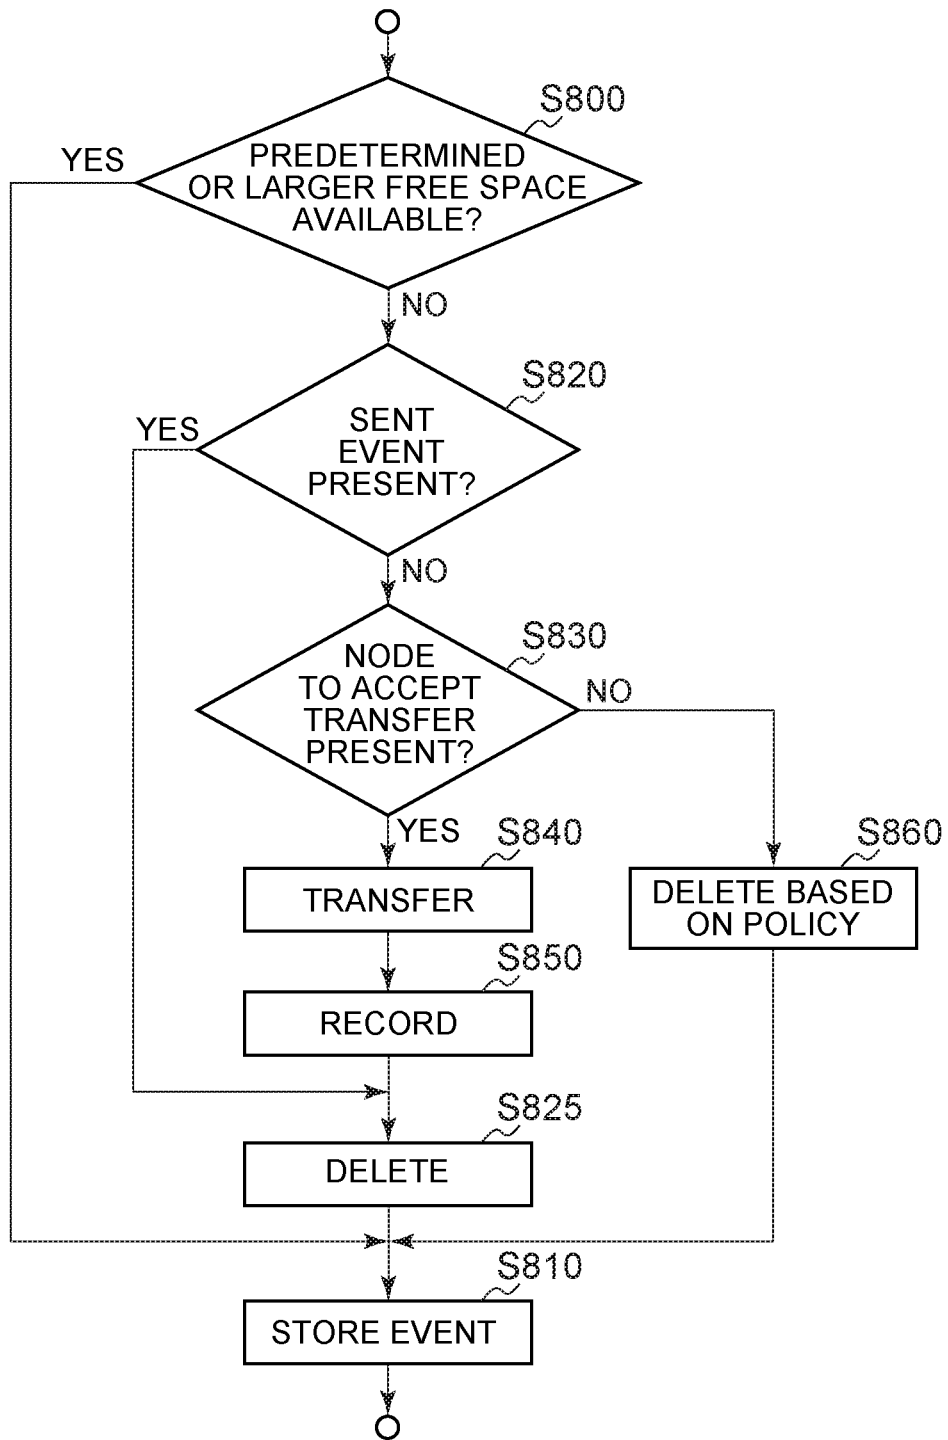 S800
YES
PREDETERMINED
OR LARGER FREE SPACE
AVAILABLE?
NO
S820
YES
SENT
EVENT
PRESENT?
NO
S830
NODE
TO ACCEPT
TRANSFER
PRESENT?
NO
YES
S840
TRANSFER
S860
DELETE BASED
ON POLICY
S850
RECORD
S825
DELETE
S810
STORE EVENT